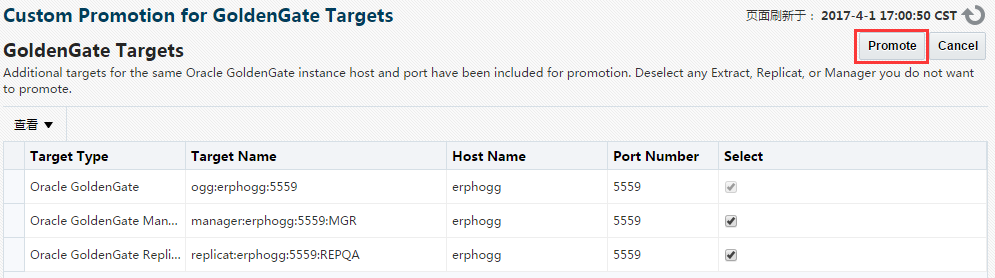 Custom Promotion for GoldenGate Targets
页面刷新于： 2017-4-1 17:00:50 CST
GoldenGate Targets
Promote Cancel
Additional targets for the same Oracle GoldenGate instance host and port have been included for promotion. Deselect any Extract, Replicat, or Manager you do not want
to promote.
查看
Target Type Target Name Host Name Port Number Select
Oracle GoldenGate ogg:erphogg:5559 erphogg 5559
Oracle GoldenGate Man... manager:erphogg:5559:MGR erphogg 5559
Oracle GoldenGate Repli... replicat:erphogg:5559:REPQA erphogg 5559